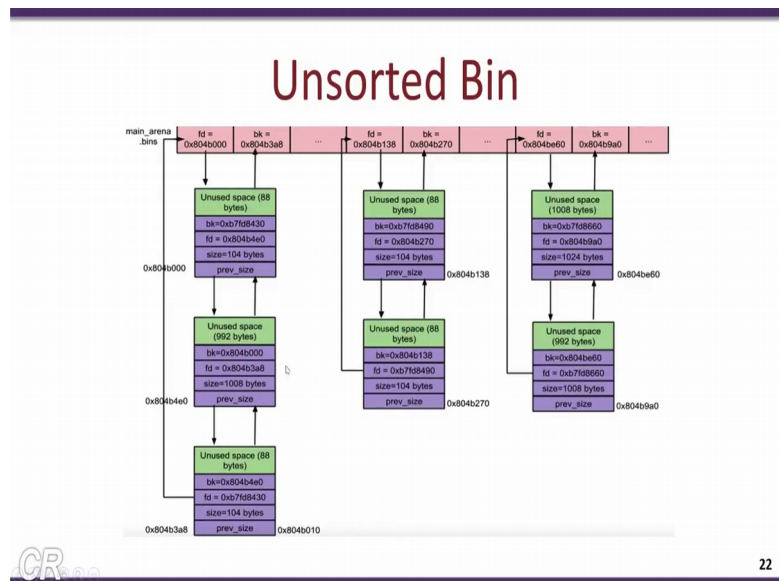 Unsorted Bin
main_arena
.bins
fd =
0x804b000
bk =
0x804b3a8
...
fd =
0x804b138
bk =
0x804b270
...
fd =
0x804be60
bk =
0x804b9a0
...
Unused space (88
bytes)
bk=0xb7fd8430
fd = 0x804b4e0
size=104 bytes
prev_size
0x804b000
Unused space
(992 bytes)
bk=0x804b000
fd = 0x804b3a8
size=1008 bytes
prev_size
0x804b4e0
Unused space (88
bytes)
bk=0x804b4e0
fd = 0xb7fd8430
size=104 bytes
prev_size
0x804b3a8
0x804b010
Unused space (88
bytes)
bk=0xb7fd8490
fd = 0x804b270
size=104 bytes
prev_size
0x804b138
Unused space (88
bytes)
bk=0x804b138
fd = 0xb7fd8490
size=104 bytes
prev_size
0x804b270
Unused space
(1008 bytes)
bk=0xb7fd8660
fd = 0x804b9a0
size=1024 bytes
prev_size
0x804be60
Unused space
(992 bytes)
bk=0x804be60
fd = 0xb7fd8660
size=1008 bytes
prev_size
0x804b9a0
CR
22